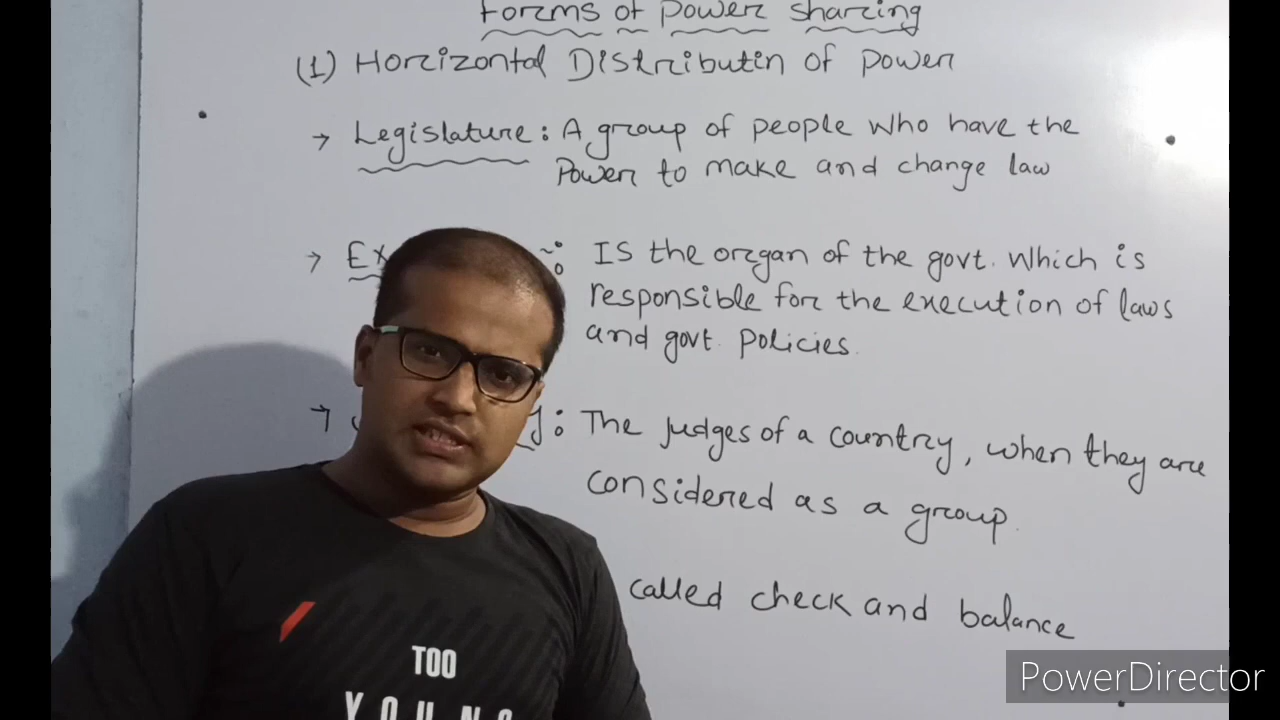 Forms of Power Sharing
(1) Horizontal Distributin of Power
→ Legislature: A group of people who have the
Power to make and change law
→ Ex : Is the organ of the govt. which is
responsible for the execution of laws
and govt. policies.
→ y: The judges of a country, when they are
considered as a group.
called check and balance
TOO
YOUNG
PowerDirector